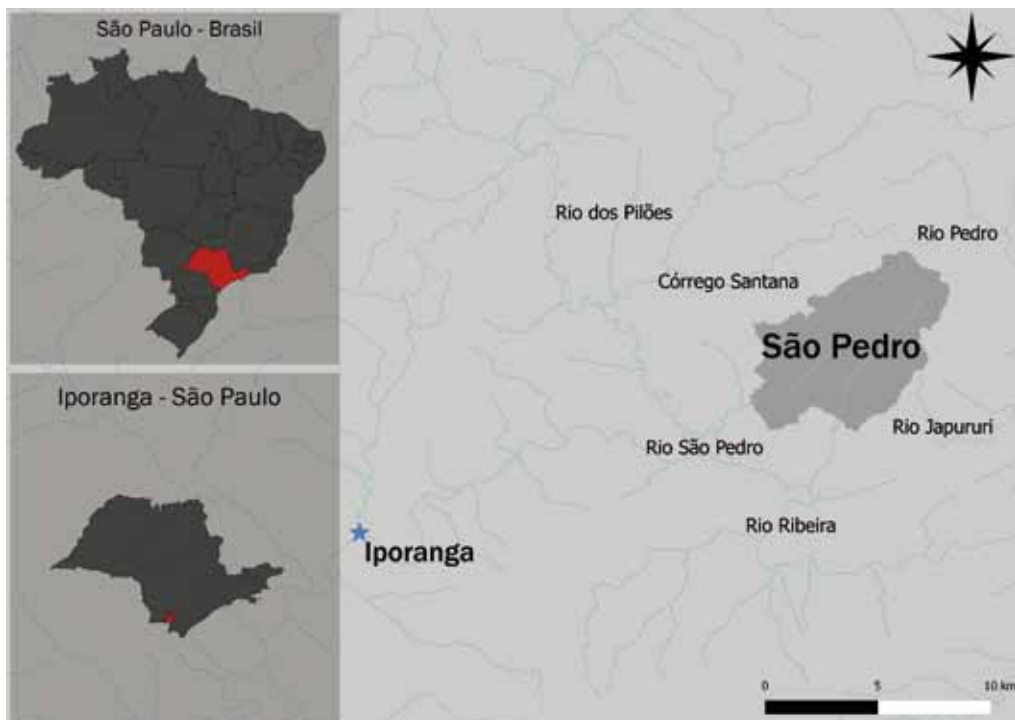 São Paulo - Brasil
Iporanga - São Paulo
Rio dos Pilões
Rio Pedro
Córrego Santana
São Pedro
Rio Japururi
Rio São Pedro
Rio Ribeira
Iporanga
0 5 10 km